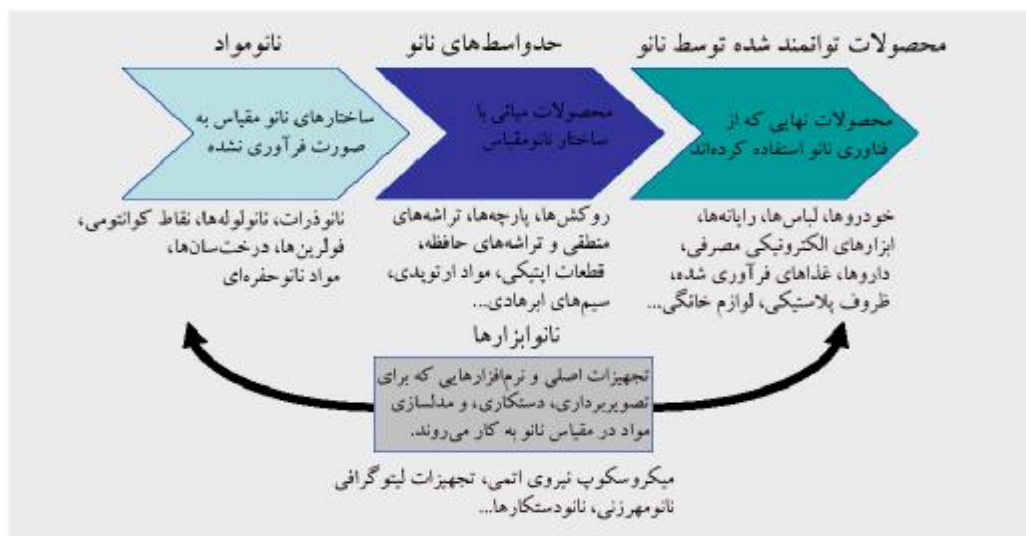 نانومواد
ساختارهای نانو مقیاس به
صورت فرآوری نشده
نانوذرات، نانولوله‌ها، نقاط کوانتومی،
فولرین‌ها، درخت‌سان‌ها،
مواد نانوحفره‌ای
حدواسط‌های نانو
محصولات میانی با
ساختار نانومقیاس
روکش‌ها، پارچه‌ها، تراشه‌های
منطقی و تراشه‌های حافظه،
قطعات اپتیکی، مواد ارتوپدی،
سیم‌های ابرهادی...
محصولات توانمند شده توسط نانو
محصولات نهایی که از
فناوری نانو استفاده کرده‌اند
خودروها، لباس‌ها، رایانه‌ها،
ابزارهای الکترونیکی مصرفی،
داروها، غذاهای فرآوری شده،
ظروف پلاستیکی، لوازم خانگی...
نانوابزارها
تجهیزات اصلی و نرم‌افزارهایی که برای
تصویربرداری، دستکاری، و مدلسازی
مواد در مقیاس نانو به کار می‌روند.
میکروسکوپ نیروی اتمی، تجهیزات لیتوگرافی
نانومهرزنی، نانودستکارها...